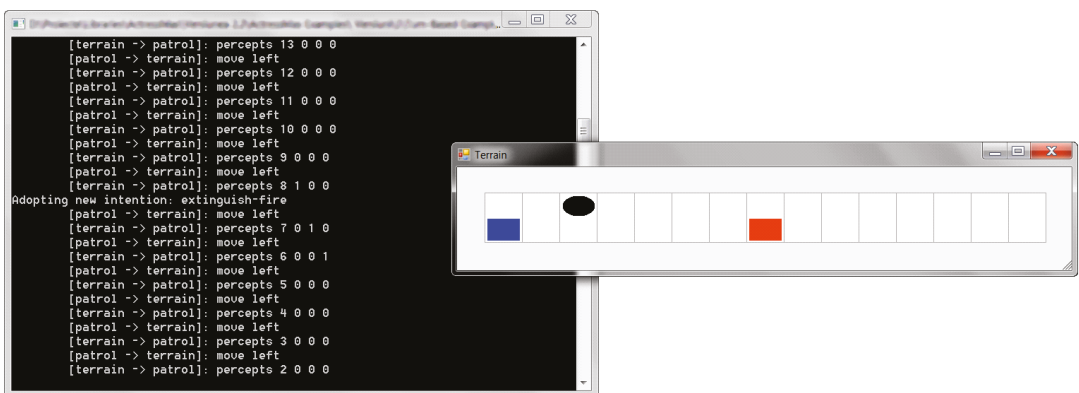 [terrain -> patrol]: percepts 13 0 0 0
[patrol -> terrain]: move left
[terrain -> patrol]: percepts 12 0 0 0
[patrol -> terrain]: move left
[terrain -> patrol]: percepts 11 0 0 0
[patrol -> terrain]: move left
[terrain -> patrol]: percepts 10 0 0 0
[patrol -> terrain]: move left
[terrain -> patrol]: percepts 9 0 0 0
[patrol -> terrain]: move left
[terrain -> patrol]: percepts 8 1 0 0
Adopting new intention: extinguish-fire
[patrol -> terrain]: move left
[terrain -> patrol]: percepts 7 0 1 0
[patrol -> terrain]: move left
[terrain -> patrol]: percepts 6 0 0 1
[patrol -> terrain]: move left
[terrain -> patrol]: percepts 5 0 0 0
[patrol -> terrain]: move left
[terrain -> patrol]: percepts 4 0 0 0
[patrol -> terrain]: move left
[terrain -> patrol]: percepts 3 0 0 0
[patrol -> terrain]: move left
[terrain -> patrol]: percepts 2 0 0 0
Terrain